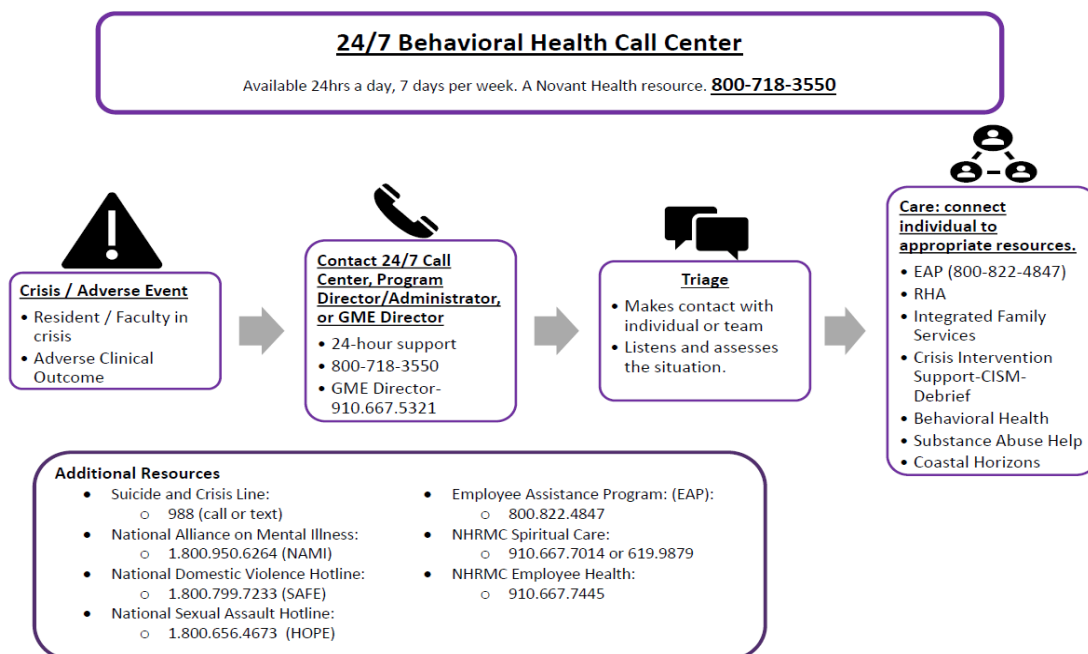 24/7 Behavioral Health Call Center
Available 24hrs a day, 7 days per week. A Novant Health resource. 800-718-3550
Crisis / Adverse Event
• Resident / Faculty in
crisis
• Adverse Clinical
Outcome
Contact 24/7 Call
Center, Program
Director/Administrator,
or GME Director
• 24-hour support
• 800-718-3550
• GME Director-
910.667.5321
Triage
• Makes contact with
individual or team
• Listens and assesses
the situation.
Care: connect
individual to
appropriate resources.
• EAP (800-822-4847)
• RHA
• Integrated Family
Services
• Crisis Intervention
Support-CISM-
Debrief
• Behavioral Health
• Substance Abuse Help
• Coastal Horizons
Additional Resources
• Suicide and Crisis Line:
o 988 (call or text)
• National Alliance on Mental Illness:
o 1.800.950.6264 (NAMI)
• National Domestic Violence Hotline:
o 1.800.799.7233 (SAFE)
• National Sexual Assault Hotline:
o 1.800.656.4673 (HOPE)
• Employee Assistance Program: (EAP):
o 800.822.4847
• NHRMC Spiritual Care:
o 910.667.7014 or 619.9879
• NHRMC Employee Health:
o 910.667.7445